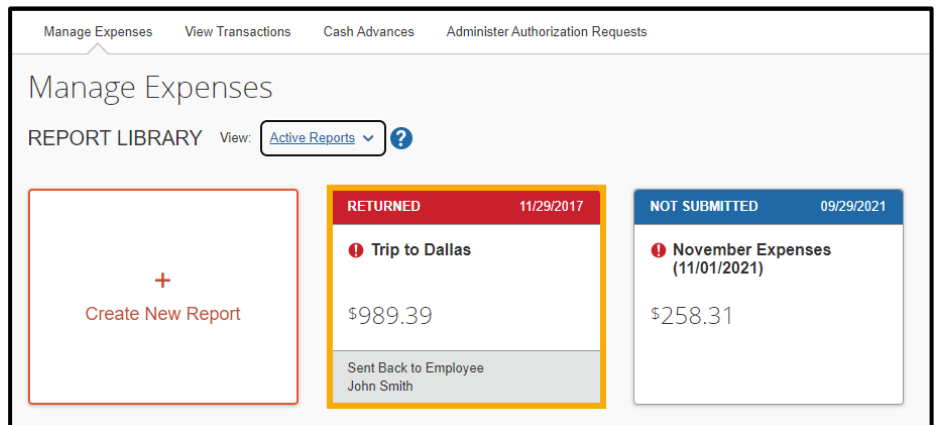 Manage Expenses View Transactions Cash Advances Administer Authorization Requests
Manage Expenses
REPORT LIBRARY View: Active Reports ?
+
Create New Report
RETURNED 11/29/2017
! Trip to Dallas
$989.39
Sent Back to Employee
John Smith
NOT SUBMITTED 09/29/2021
! November Expenses
(11/01/2021)
$258.31